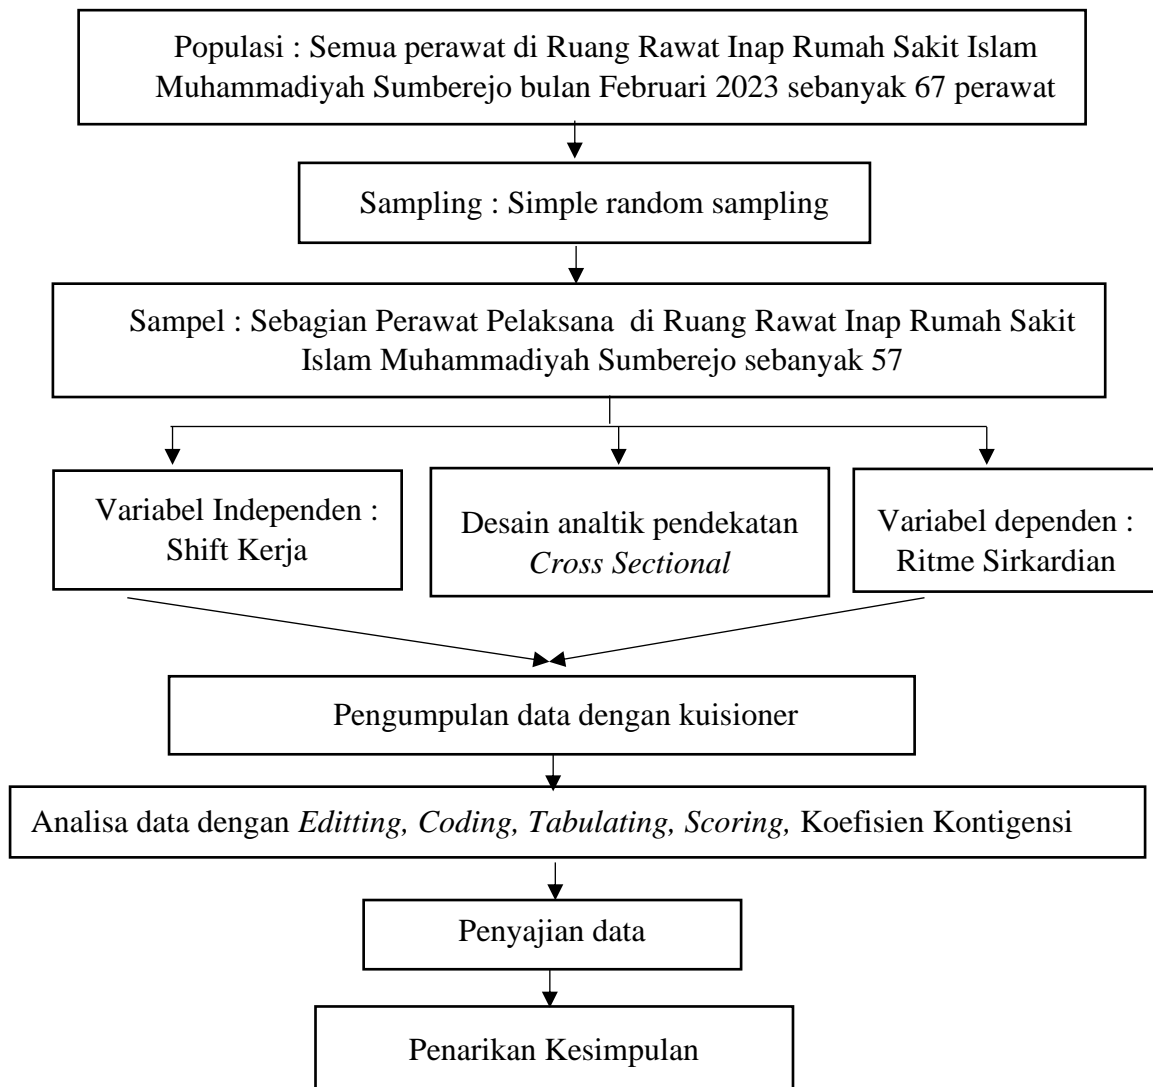 Populasi : Semua perawat di Ruang Rawat Inap Rumah Sakit Islam
Muhammadiyah Sumberejo bulan Februari 2023 sebanyak 67 perawat
Sampling : Simple random sampling
Sampel : Sebagian Perawat Pelaksana di Ruang Rawat Inap Rumah Sakit
Islam Muhammadiyah Sumberejo sebanyak 57
Variabel Independen :
Shift Kerja
Desain analtik pendekatan
Cross Sectional
Variabel dependen :
Ritme Sirkardian
Pengumpulan data dengan kuisioner
Analisa data dengan Editting, Coding, Tabulating, Scoring, Koefisien Kontigensi
Penyajian data
Penarikan Kesimpulan